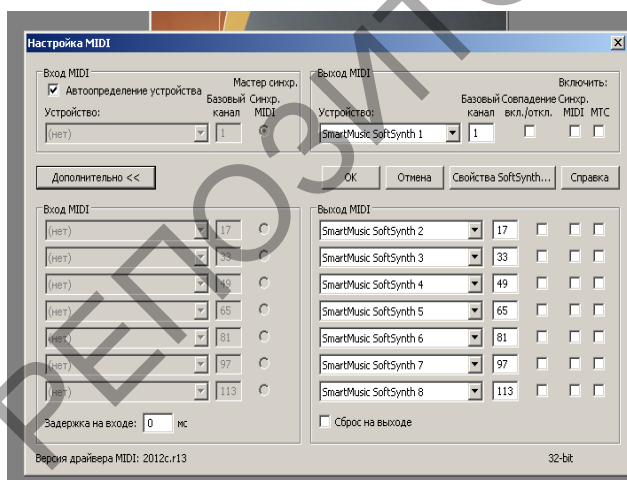 Настройка MIDI
Вход MIDI
Автоопределение устройства
Мастер синхр.
Базовый Синхр.
Устройство: канал MIDI
(нет) 1
Выход MIDI
Включить:
Базовый Совпадение Синхр.
Устройство: канал вкл./откл. MIDI MTC
SmartMusic SoftSynth 1 1
Дополнительно << ОК Отмена Свойства SoftSynth... Справка
Вход MIDI
(нет) 17
(нет) 33
(нет) 49
(нет) 65
(нет) 81
(нет) 97
(нет) 113
Задержка на входе: 0 мс
Выход MIDI
SmartMusic SoftSynth 2 17
SmartMusic SoftSynth 3 33
SmartMusic SoftSynth 4 49
SmartMusic SoftSynth 5 65
SmartMusic SoftSynth 6 81
SmartMusic SoftSynth 7 97
SmartMusic SoftSynth 8 113
Сброс на выходе
Версия драйвера MIDI: 2012c.r13 32-bit
РЕПОЗИТО